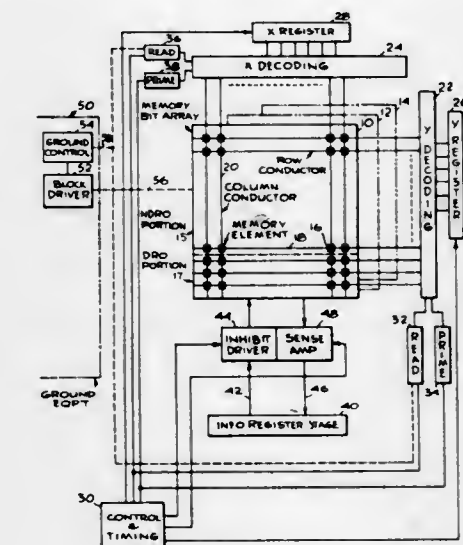 28
X REGISTER
36
READ
24
38
PRIME
X DECODING
22
26
50
54
14
12
10
MEMORY BIT ARRAY
GROUND CONTROL
58
52
BLOCK DRIVER
56
20
ROW CONDUCTOR
COLUMN CONDUCTOR
Y DECODING
Y REGISTER
NDRO PORTION
15
MEMORY ELEMENT
16
18
DRO PORTION
17
44
48
32
INHIBIT DRIVER
SENSE AMP
READ
PRIME
34
42
46
40
INFO REGISTER STAGE
GROUND EQPT
30
CONTROL & TIMING